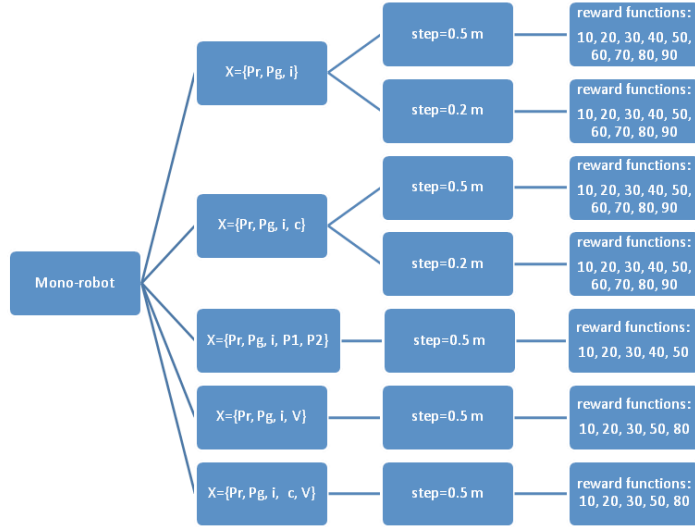 Mono-robot
X={Pr, Pg, i}
step=0.5 m
reward functions:
10, 20, 30, 40, 50,
60, 70, 80, 90
step=0.2 m
reward functions:
10, 20, 30, 40, 50,
60, 70, 80, 90
X={Pr, Pg, i, c}
step=0.5 m
reward functions:
10, 20, 30, 40, 50,
60, 70, 80, 90
step=0.2 m
reward functions:
10, 20, 30, 40, 50,
60, 70, 80, 90
X={Pr, Pg, i, P1, P2}
step=0.5 m
reward functions:
10, 20, 30, 40, 50
X={Pr, Pg, i, V}
step=0.5 m
reward functions:
10, 20, 30, 50, 80
X={Pr, Pg, i, c, V}
step=0.5 m
reward functions:
10, 20, 30, 50, 80